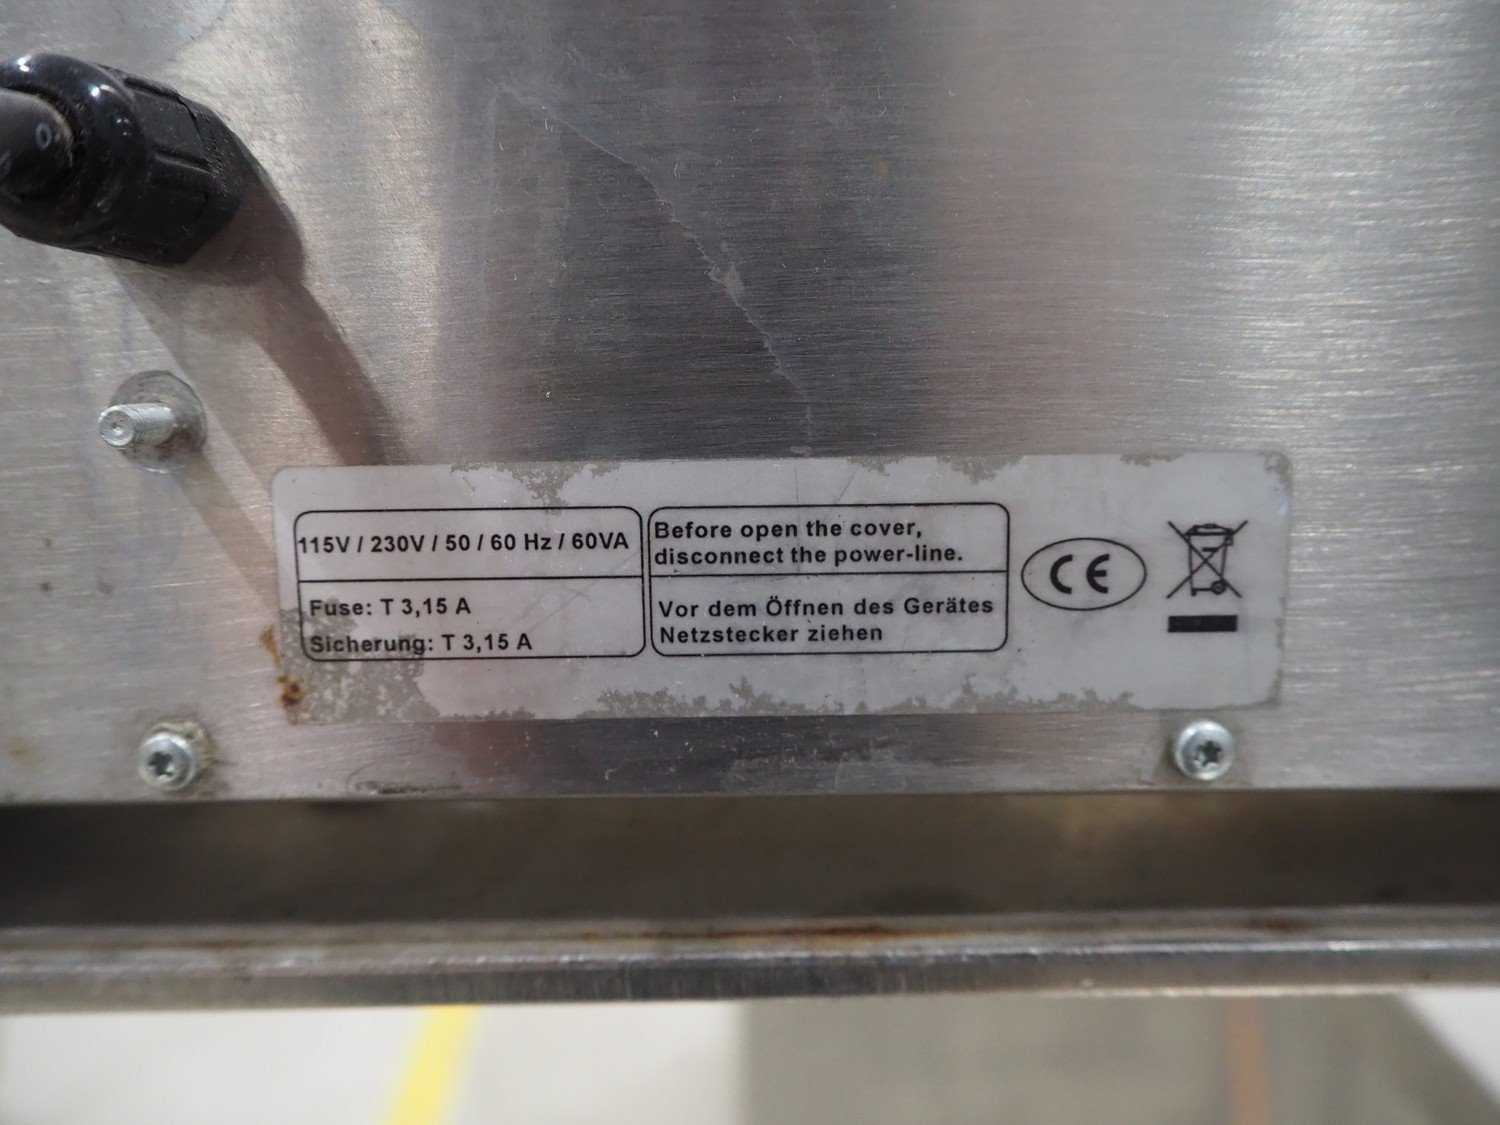 115V / 230V / 50 / 60 Hz / 60VA
Fuse: T 3,15 A
Sicherung: T 3,15 A
Before open the cover,
disconnect the power-line.
Vor dem Öffnen des Gerätes
Netzstecker ziehen
CE